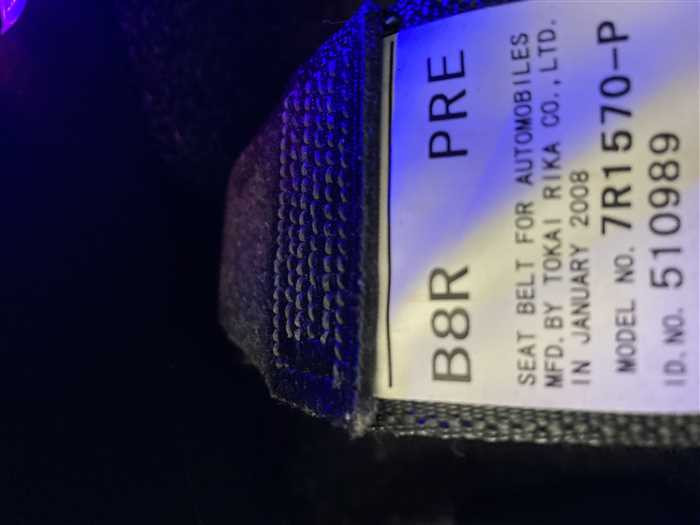 B8R PRE
SEAT BELT FOR AUTOMOBILES
MFD. BY TOKAI RIKA CO., LTD.
IN JANUARY 2008
MODEL NO. 7R1570-P
ID. NO. 510989